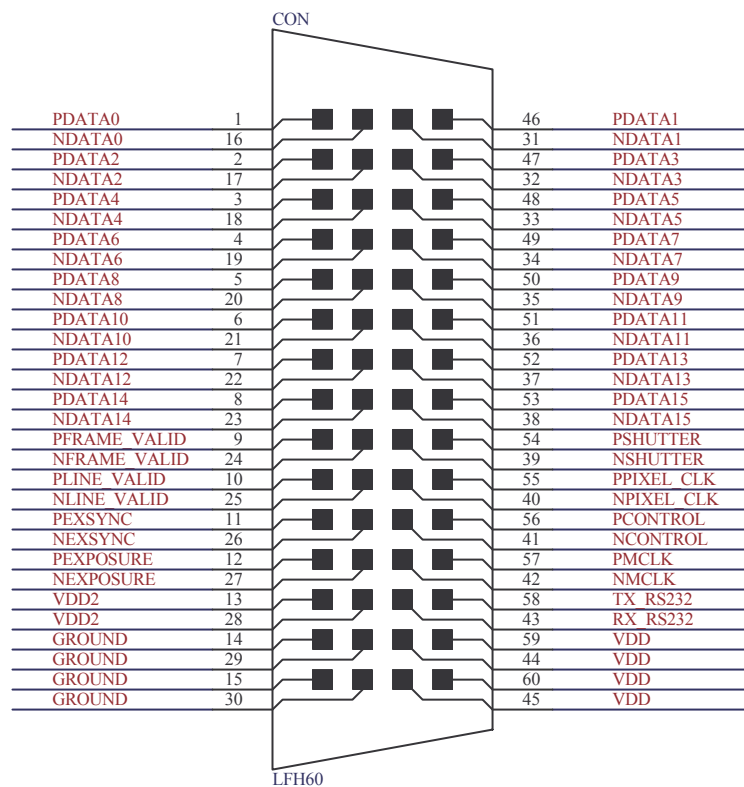 CON
PDATA0 1 46 PDATA1
NDATA0 16 31 NDATA1
PDATA2 2 47 PDATA3
NDATA2 17 32 NDATA3
PDATA4 3 48 PDATA5
NDATA4 18 33 NDATA5
PDATA6 4 49 PDATA7
NDATA6 19 34 NDATA7
PDATA8 5 50 PDATA9
NDATA8 20 35 NDATA9
PDATA10 6 51 PDATA11
NDATA10 21 36 NDATA11
PDATA12 7 52 PDATA13
NDATA12 22 37 NDATA13
PDATA14 8 53 PDATA15
NDATA14 23 38 NDATA15
PFRAME_VALID 9 54 PSHUTTER
NFRAME_VALID 24 39 NSHUTTER
PLINE_VALID 10 55 PPIXEL_CLK
NLINE_VALID 25 40 NPIXEL_CLK
PEXSYNC 11 56 PCONTROL
NEXSYNC 26 41 NCONTROL
PEXPOSURE 12 57 PMCLK
NEXPOSURE 27 42 NMCLK
VDD2 13 58 TX_RS232
VDD2 28 43 RX_RS232
GROUND 14 59 VDD
GROUND 29 44 VDD
GROUND 15 60 VDD
GROUND 30 45 VDD
LFH60